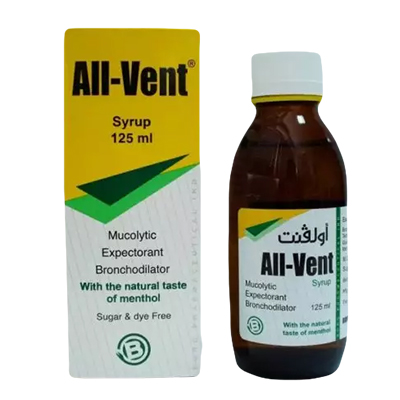 All-Vent®
Syrup
125 ml
Mucolytic
Expectorant
Bronchodilator
With the natural taste
of menthol
Sugar & dye Free
B
أولڤنت
All-Vent
Syrup
Mucolytic
Expectorant
Bronchodilator 125 ml
With the natural
taste of menthol